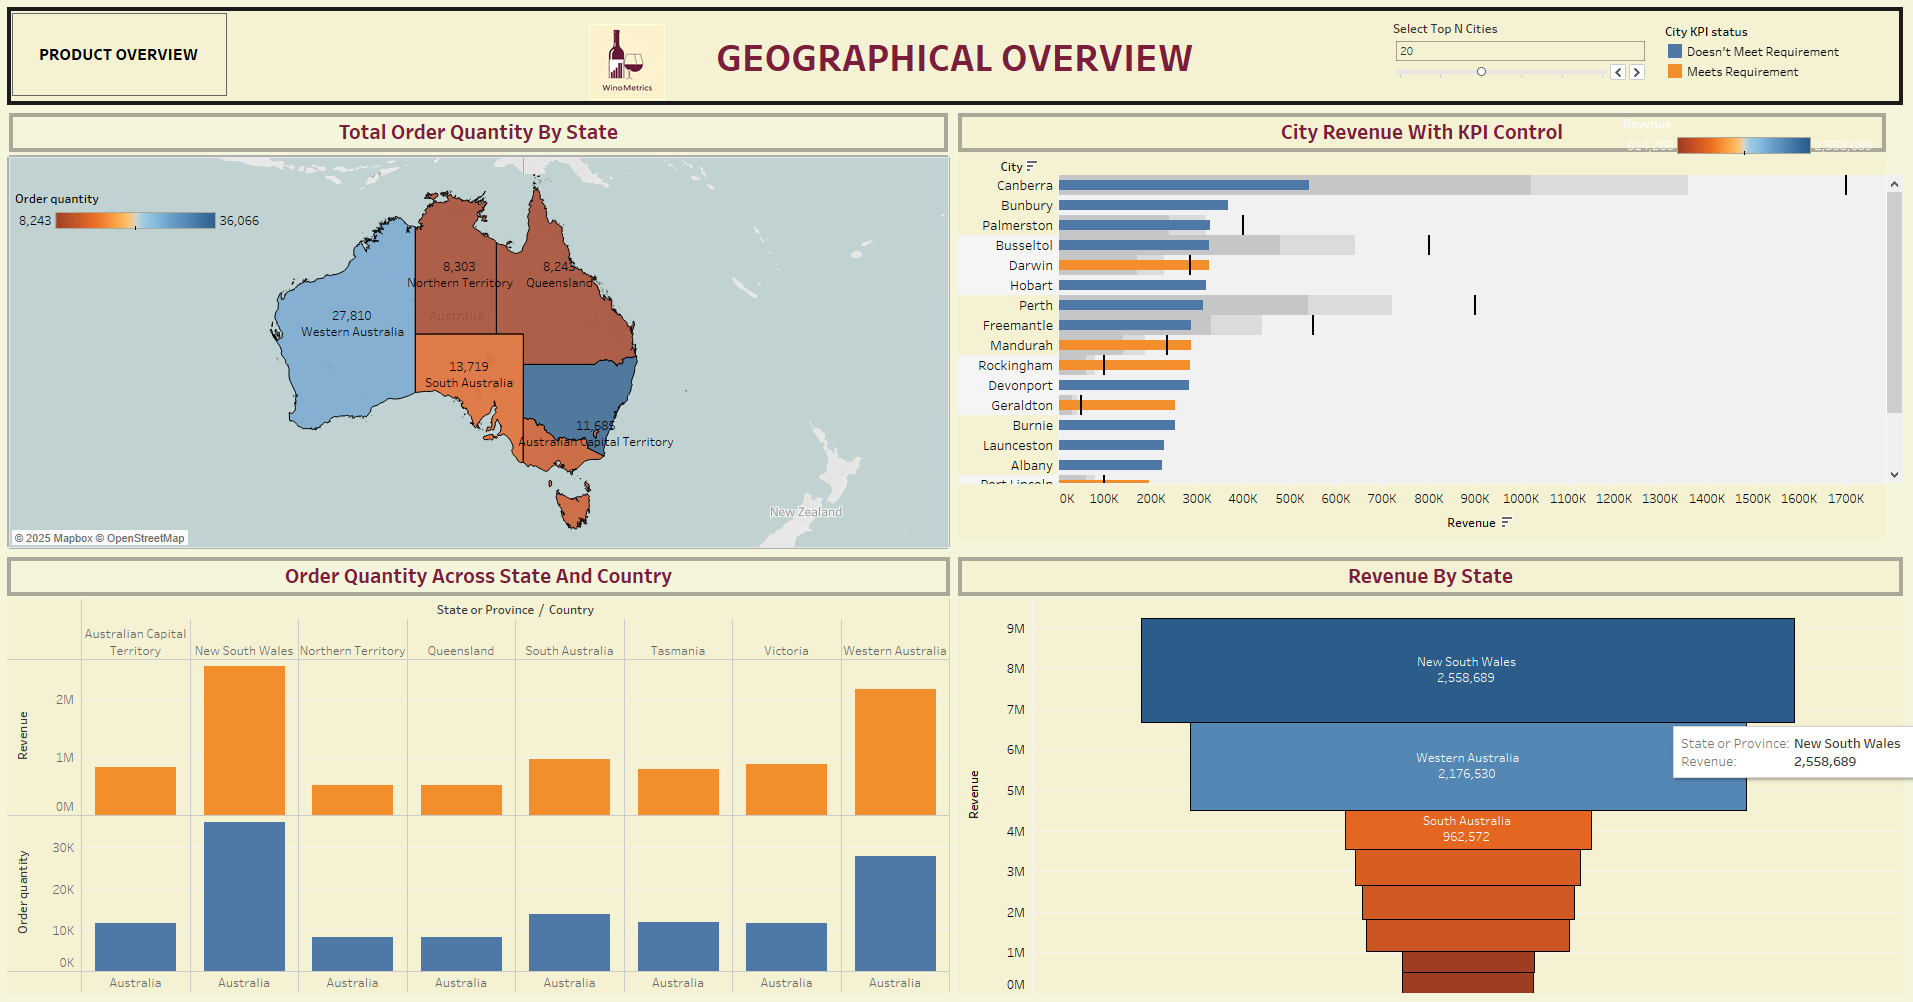 PRODUCT OVERVIEW
WinoMetrics
GEOGRAPHICAL OVERVIEW
Select Top N Cities
20
City KPI status
Doesn't Meet Requirement
Meets Requirement
Total Order Quantity By State
Order quantity
8,243 36,066
8,303
Northern Territory
8,243
Queensland
Australia
27,810
Western Australia
13,719
South Australia
11,685
Australian Capital Territory
New Zealand
© 2025 Mapbox © OpenStreetMap
City Revenue With KPI Control
Revenue
514,266 2,558,689
City
Canberra
Bunbury
Palmerston
Busseltol
Darwin
Hobart
Perth
Freemantle
Mandurah
Rockingham
Devonport
Geraldton
Burnie
Launceston
Albany
Port Lincoln
0K 100K 200K 300K 400K 500K 600K 700K 800K 900K 1000K 1100K 1200K 1300K 1400K 1500K 1600K 1700K
Revenue
Order Quantity Across State And Country
State or Province / Country
Australian Capital
Territory New South Wales Northern Territory Queensland South Australia Tasmania Victoria Western Australia
Revenue
2M
1M
0M
Order quantity
30K
20K
10K
0K
Australia Australia Australia Australia Australia Australia Australia Australia
Revenue By State
Revenue
9M
8M
7M
6M
5M
4M
3M
2M
1M
0M
New South Wales
2,558,689
Western Australia
2,176,530
South Australia
962,572
State or Province: New South Wales
Revenue: 2,558,689